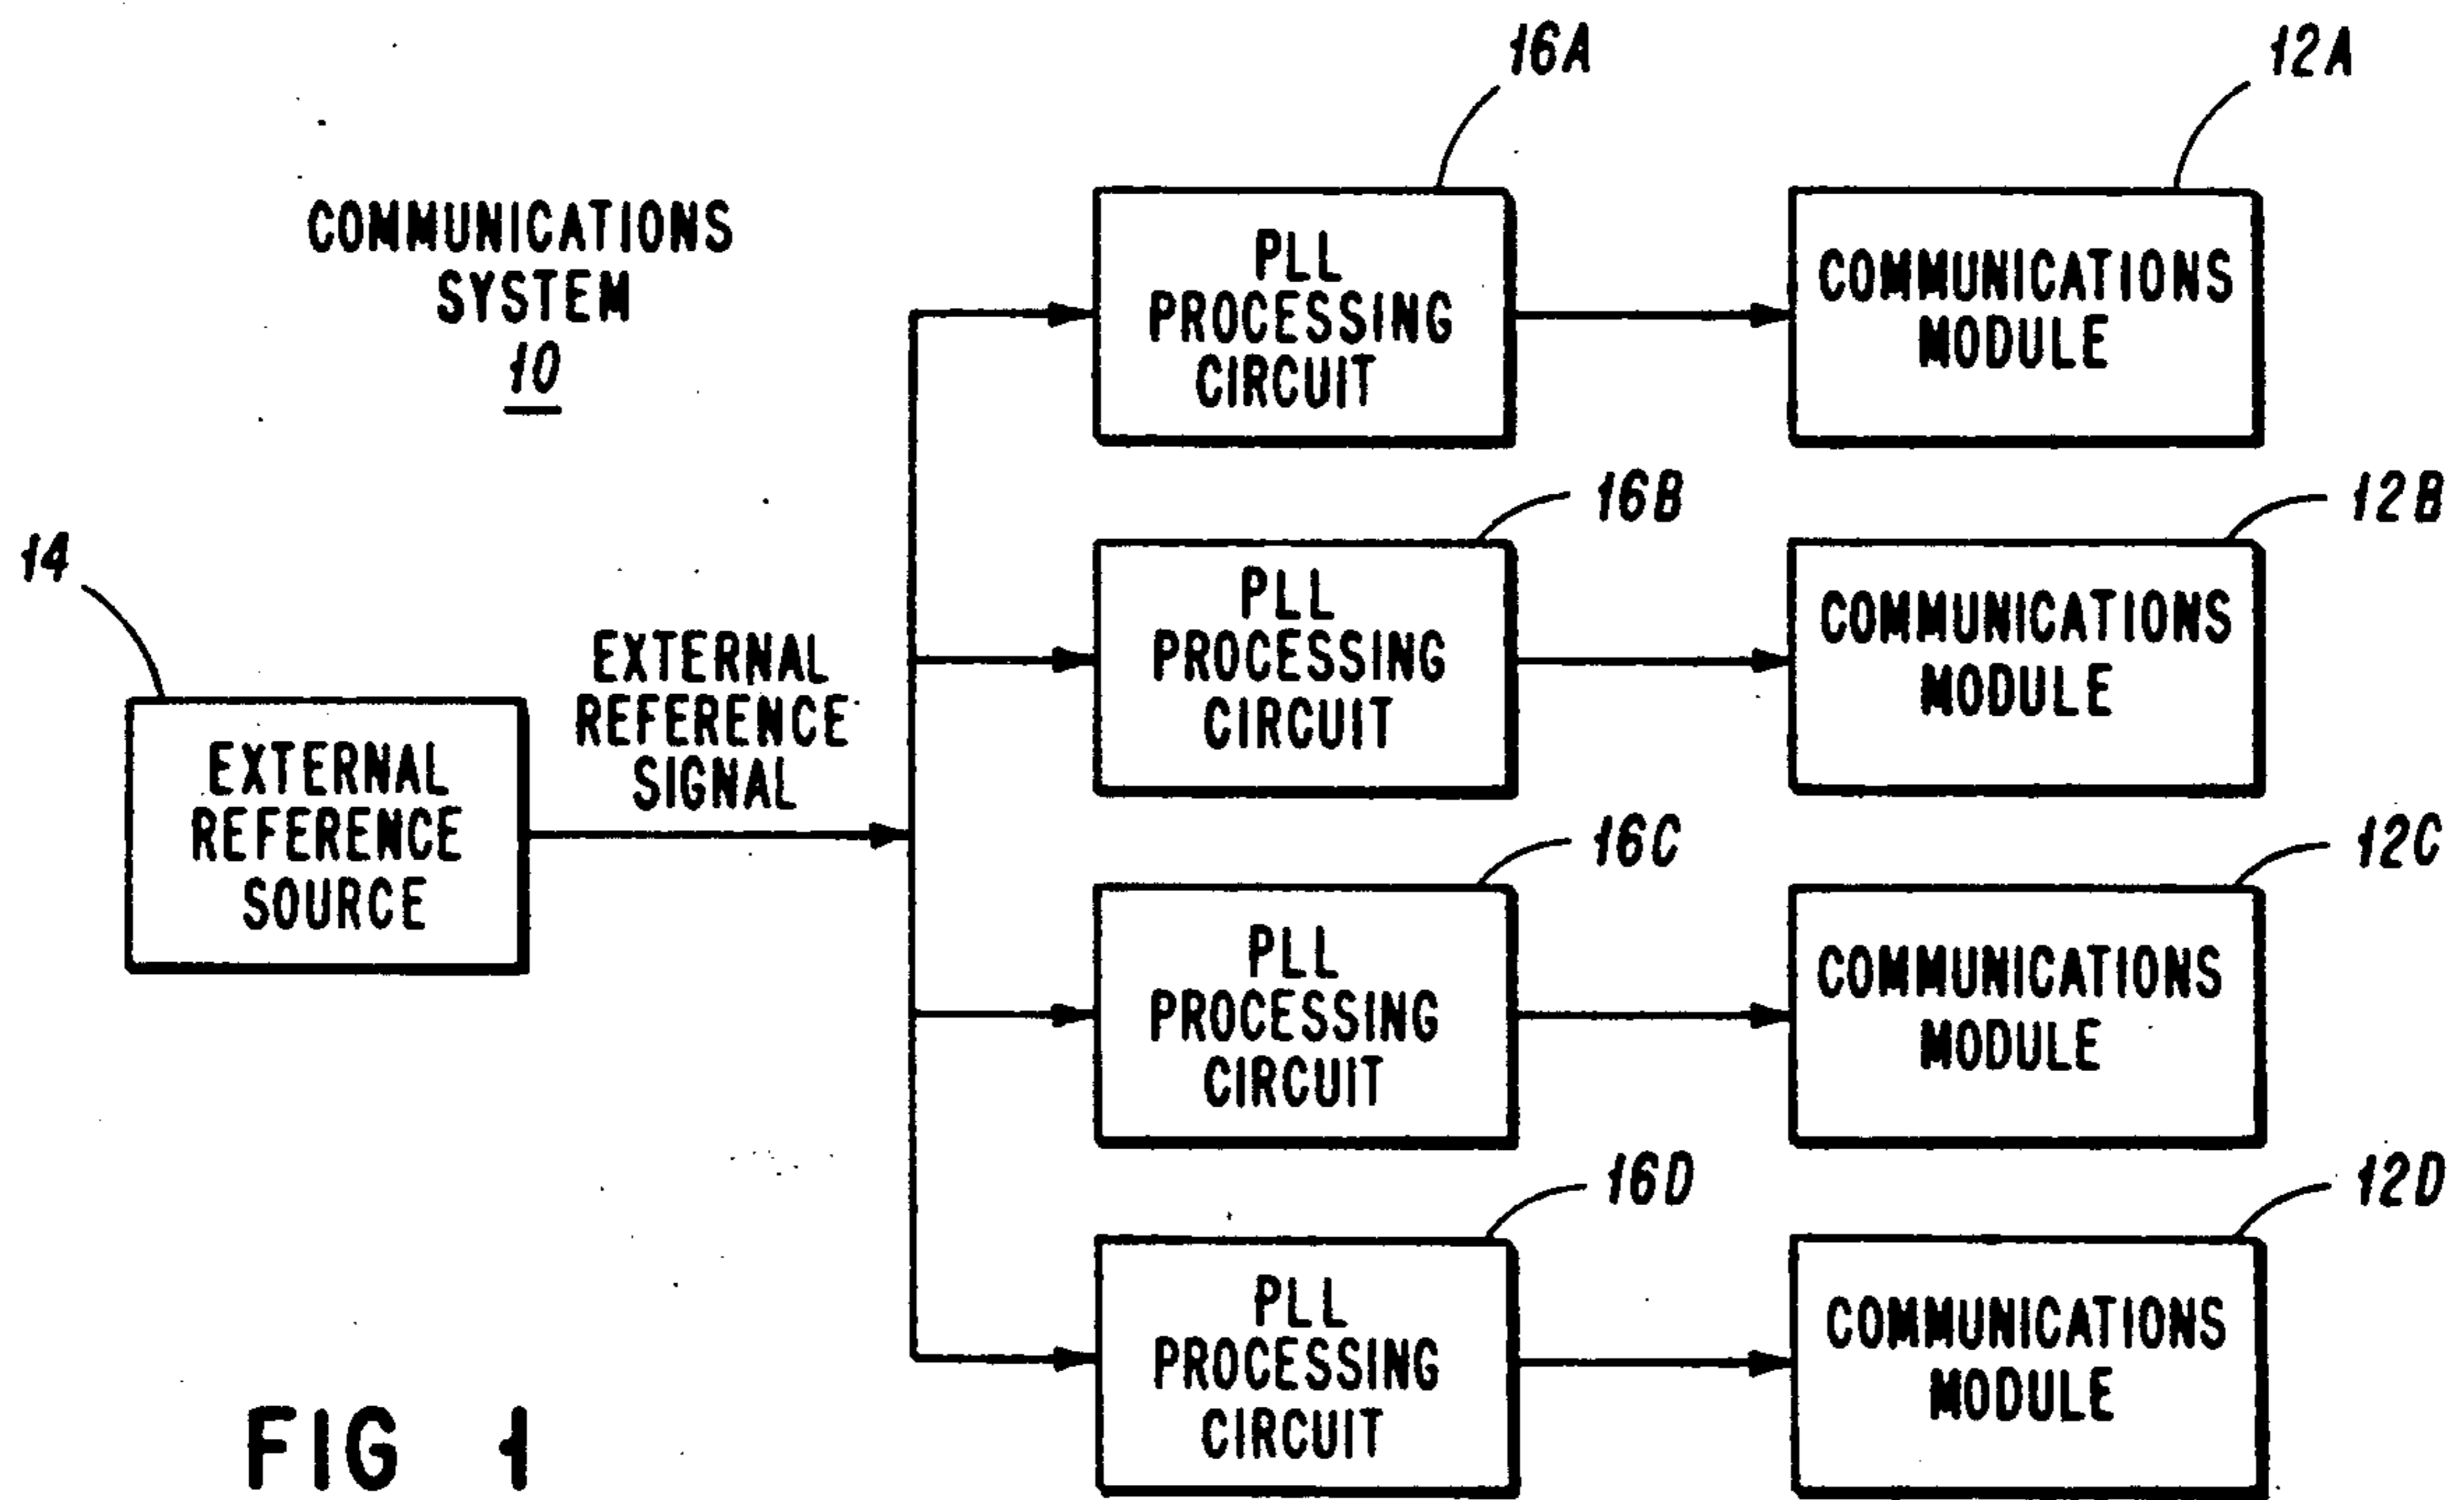 16A
12A
COMMUNICATIONS
SYSTEM
10
PLL
PROCESSING
CIRCUIT
COMMUNICATIONS
MODULE
16B
12B
14
PLL
PROCESSING
CIRCUIT
COMMUNICATIONS
MODULE
EXTERNAL
REFERENCE
SIGNAL
EXTERNAL
REFERENCE
SOURCE
16C
12C
PLL
PROCESSING
CIRCUIT
COMMUNICATIONS
MODULE
16D
12D
PLL
PROCESSING
CIRCUIT
COMMUNICATIONS
MODULE
FIG 1